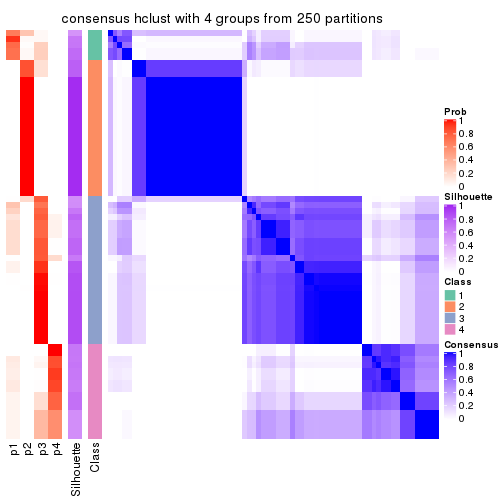 consensus hclust with 4 groups from 250 partitions
Prob
1
0.8
0.6
0.4
0.2
0
Silhouette
1
0.8
0.6
0.4
0.2
0
Class
1
2
3
4
Consensus
1
0.8
0.6
0.4
0.2
0
p1
p2
p3
p4
Silhouette
Class